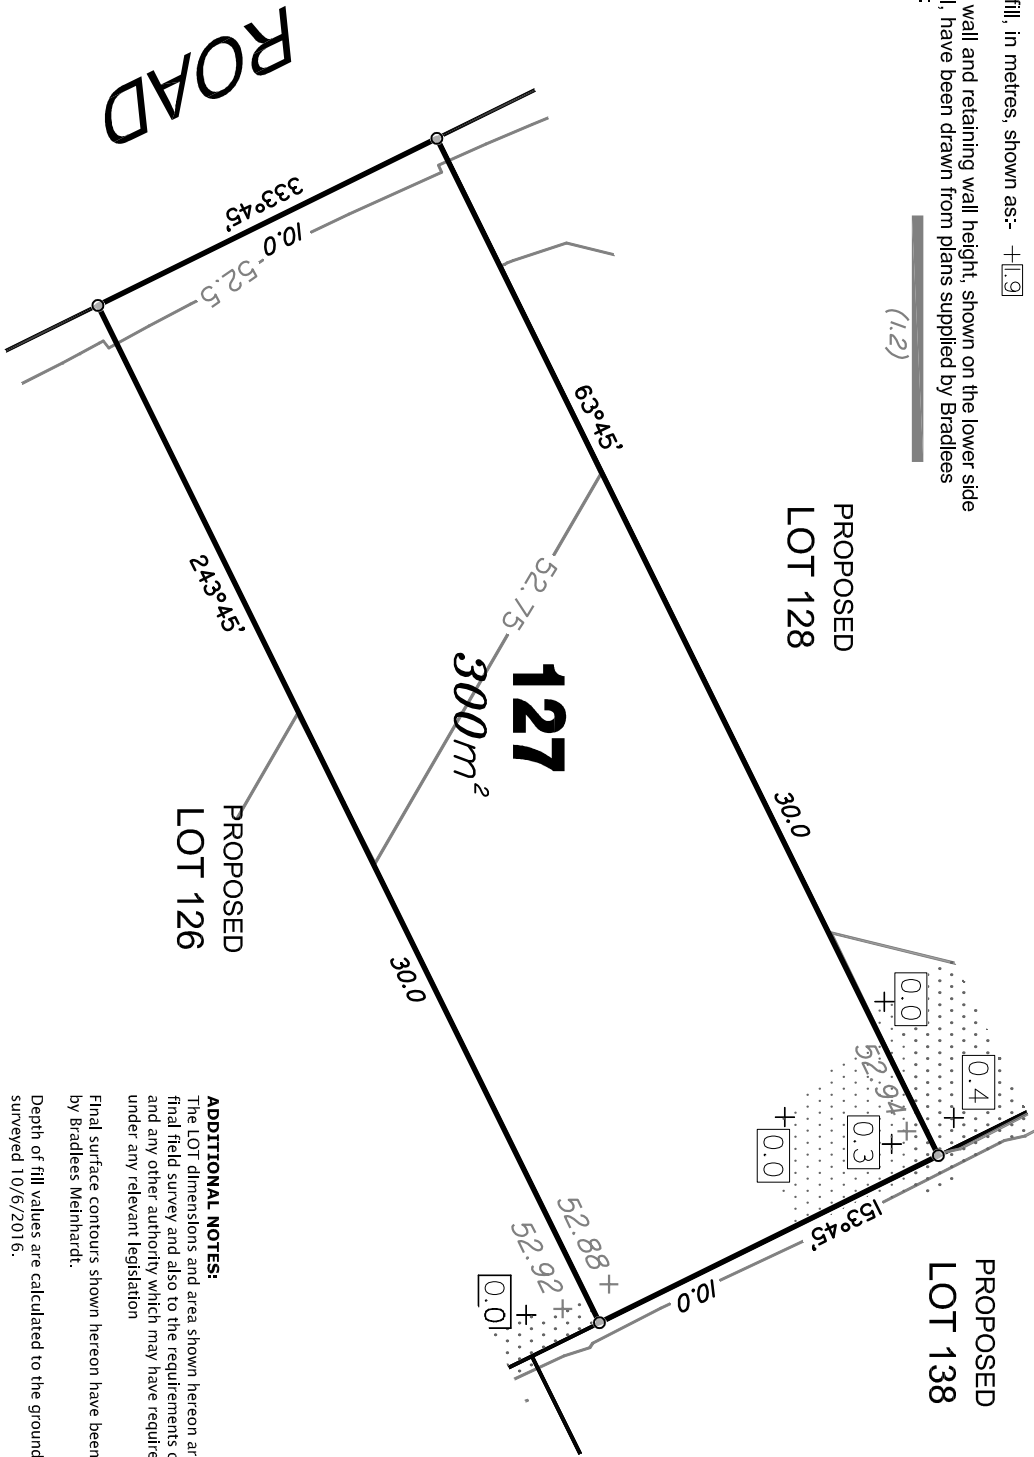 fill, in metres, shown as:- +1.9
wall and retaining wall height, shown on the lower side
l, have been drawn from plans supplied by Bradlees
:
(1.2)
ROAD
333°45'
10.0
52.5
63°45'
PROPOSED
LOT 128
52.75
243°45'
127
300m²
30.0
PROPOSED
LOT 126
30.0
0.0
0.4
52.94
0.3
0.0
153°45'
10.0
52.88
52.92
0.0
PROPOSED
LOT 138
ADDITIONAL NOTES:
The LOT dimensions and area shown hereon ar
final field survey and also to the requirements o
and any other authority which may have require
under any relevant legislation
Final surface contours shown hereon have been
by Bradlees Meinhardt.
Depth of fill values are calculated to the ground
surveyed 10/6/2016.